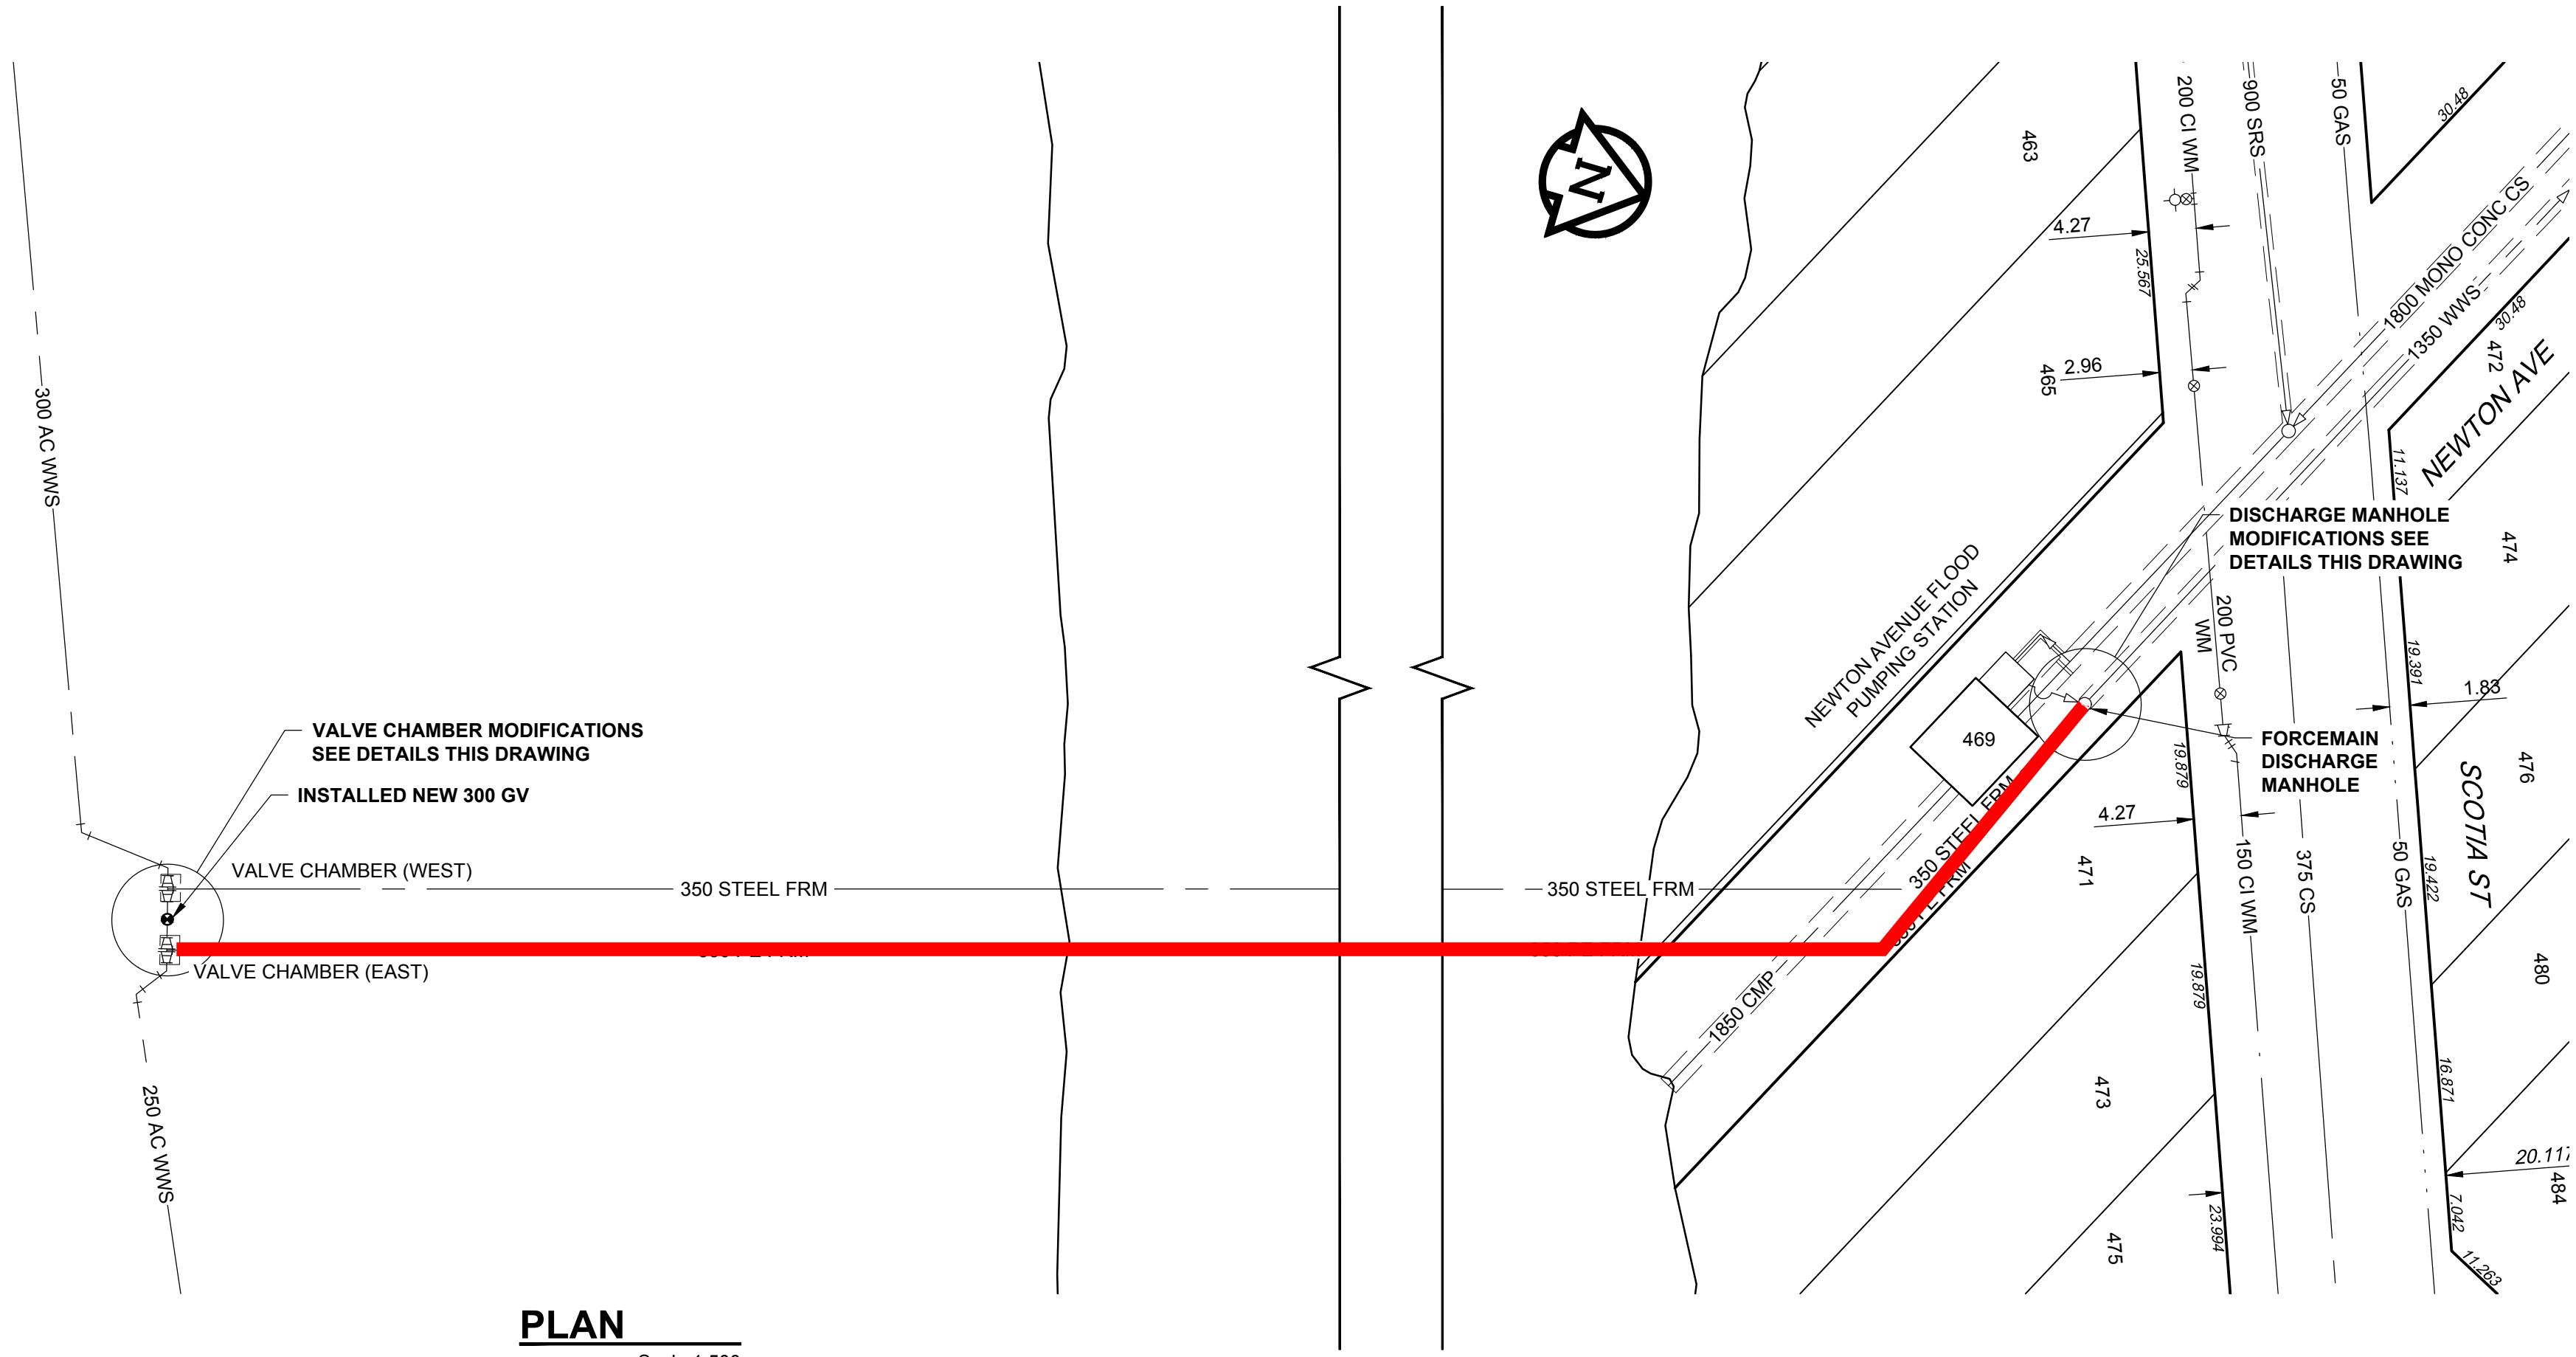 300 AC WWS
VALVE CHAMBER MODIFICATIONS
SEE DETAILS THIS DRAWING
INSTALLED NEW 300 GV
VALVE CHAMBER (WEST)
VALVE CHAMBER (EAST)
250 AC WWS
350 STEEL FRM
350 STEEL FRM
350 STEEL FRM
N
463
465
4.27
25.567
2.96
200 CI WM
900 SRS
50 GAS
30.48
1800 MONO CONC CS
1350 WWS
30.48
472
NEWTON AVE
11.137
DISCHARGE MANHOLE
MODIFICATIONS SEE
DETAILS THIS DRAWING
474
NEWTON AVENUE FLOOD
PUMPING STATION
469
200 PVC
WM
19.391
1.83
FORCEMAIN
DISCHARGE
MANHOLE
19.879
4.27
471
150 CI WM
375 CS
50 GAS
19.422
SCOTIA ST
476
480
1850 CMP
19.879
473
16.871
20.117
484
475
23.994
7.042
11.263
PLAN